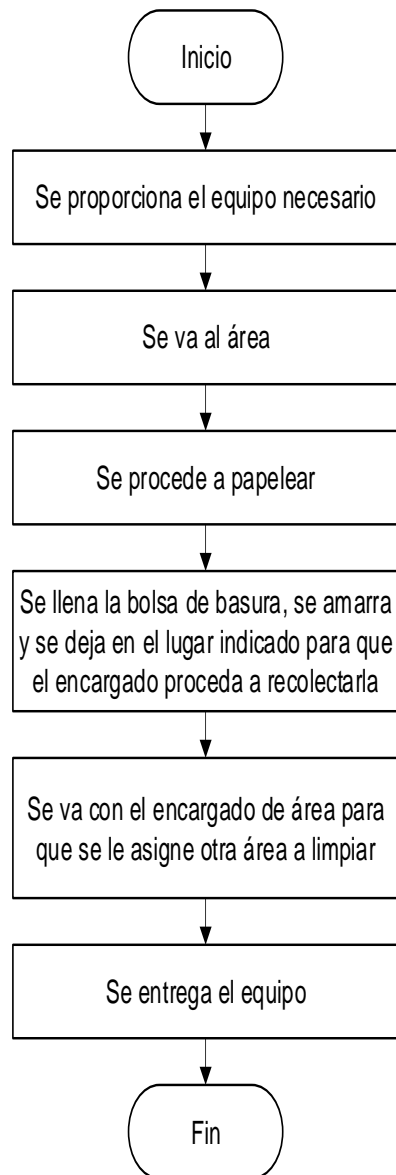 Inicio
Se proporciona el equipo necesario
Se va al área
Se procede a papelear
Se llena la bolsa de basura, se amarra
y se deja en el lugar indicado para que
el encargado proceda a recolectarla
Se va con el encargado de área para
que se le asigne otra área a limpiar
Se entrega el equipo
Fin